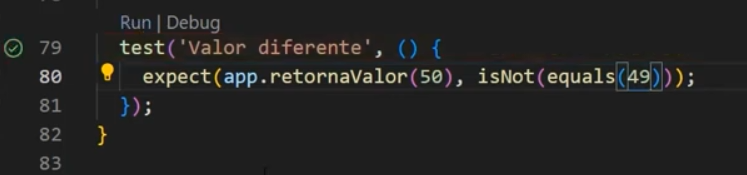 Run | Debug
79 test('Valor diferente', () {
80 expect(app.retornaValor(50), isNot(equals(49)));
81 });
82 }
83